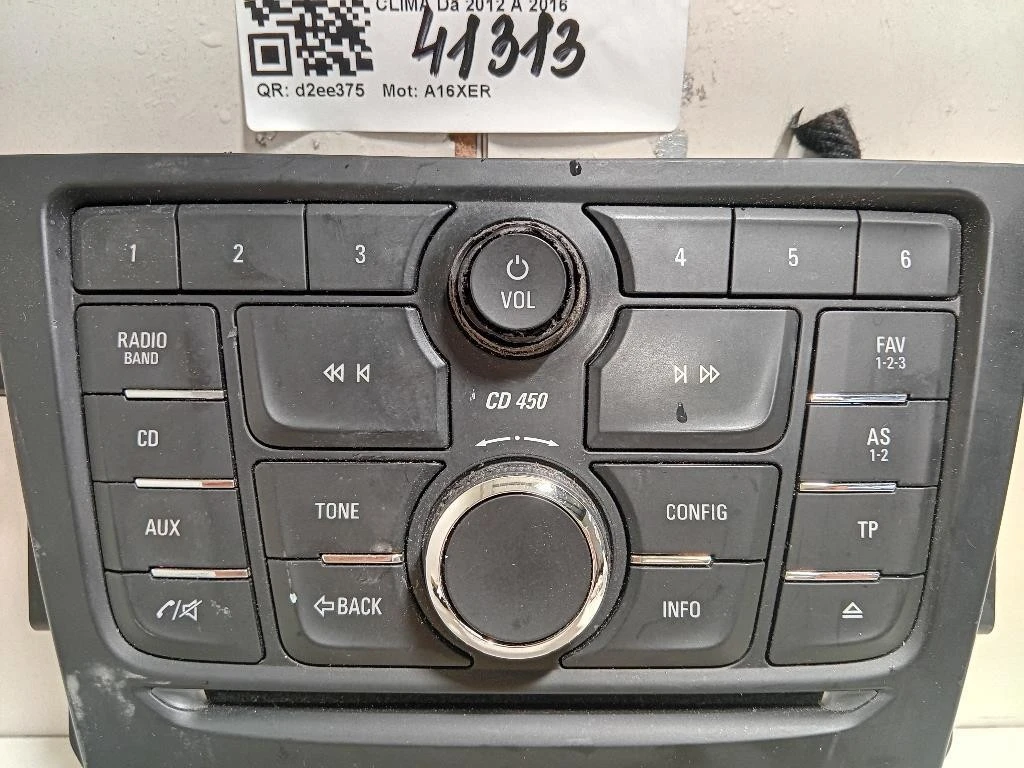 CLIMA Da 2012 A 2016
41313
QR: d2ee375 Mot: A16XER
1 2 3 VOL 4 5 6
RADIO
BAND
FAV
1-2-3
CD 450
CD
AS
1-2
AUX TONE CONFIG TP
BACK INFO